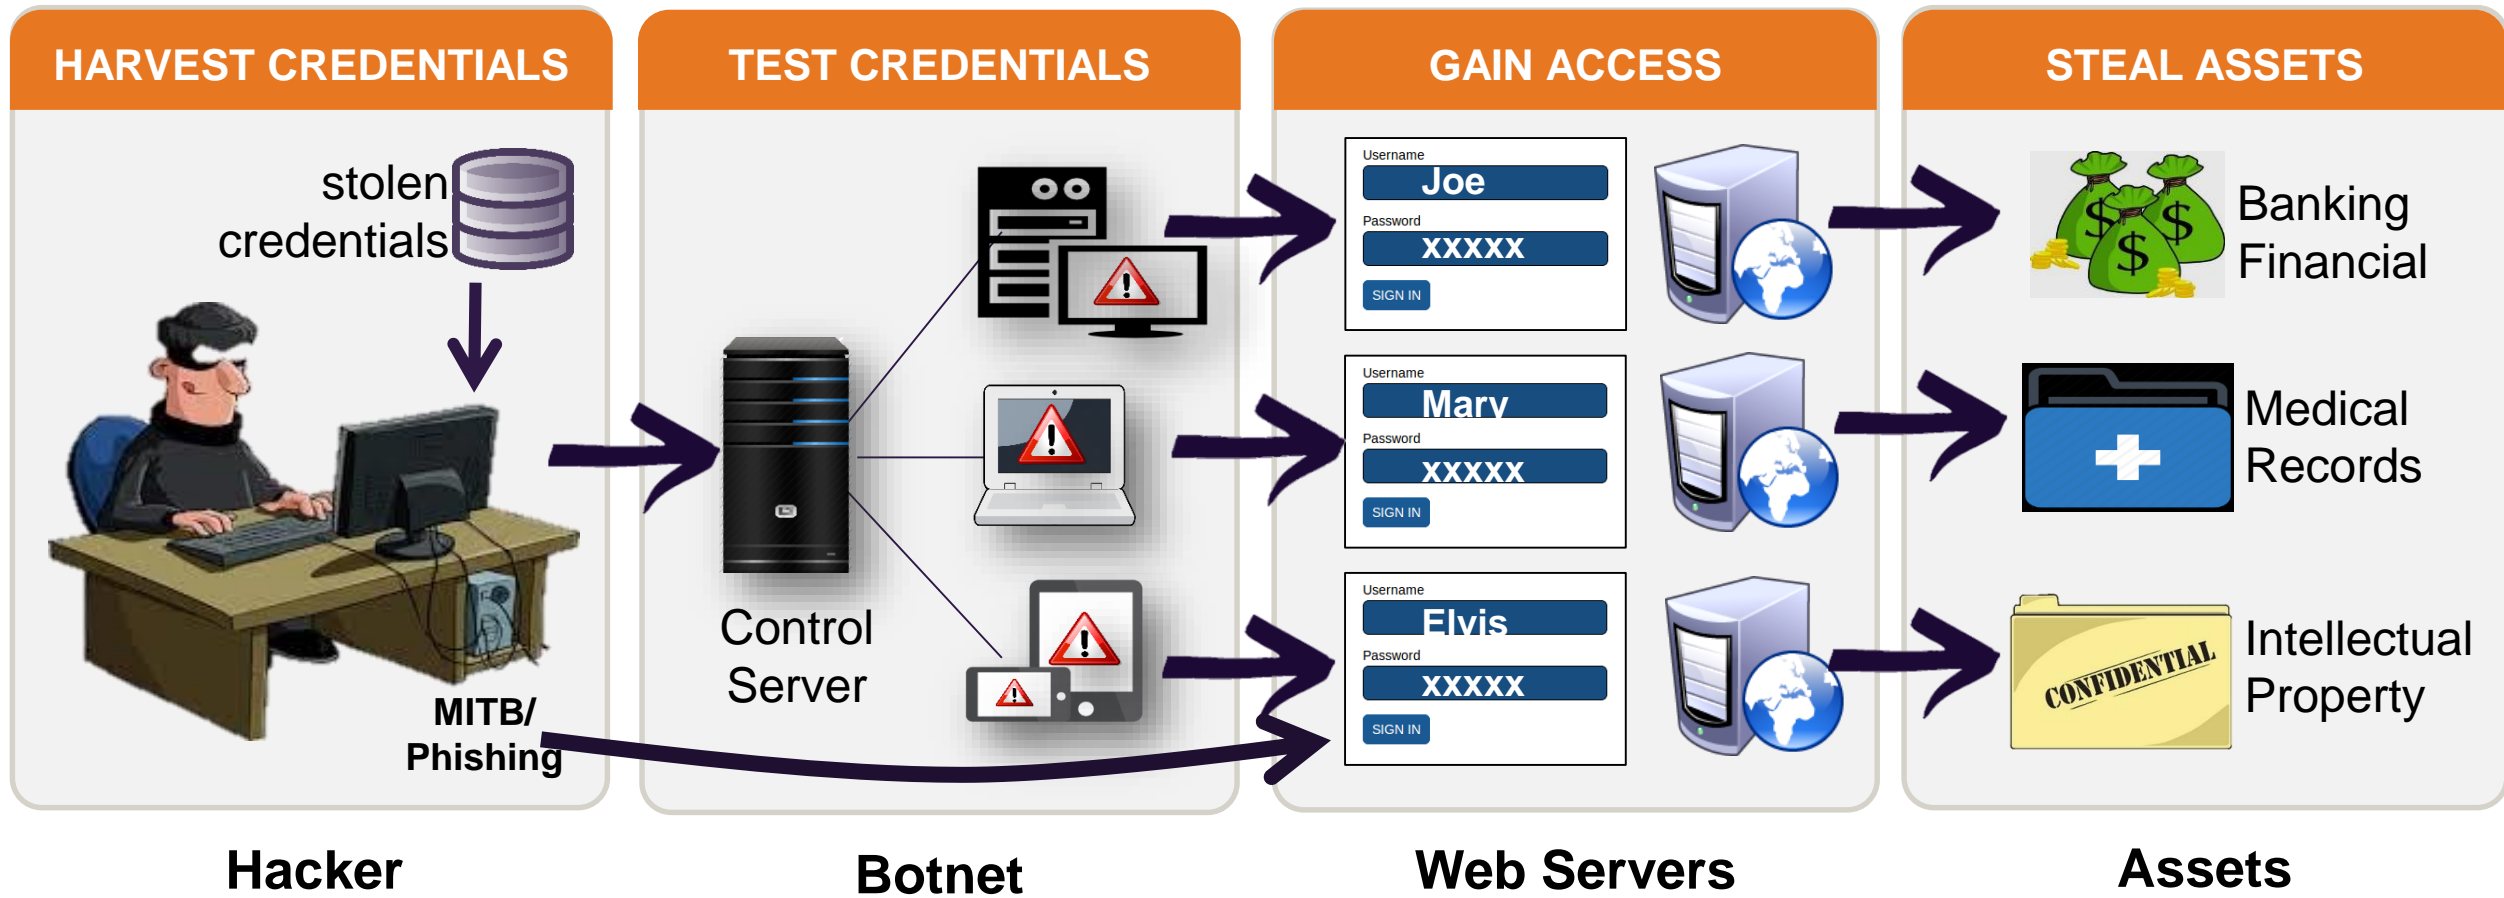 HARVEST CREDENTIALS
stolen
credentials
MITB/
Phishing
Hacker
TEST CREDENTIALS
Control
Server
Botnet
GAIN ACCESS
Username
Joe
Password
xxxxx
SIGN IN
Username
Mary
Password
xxxxx
SIGN IN
Username
Elvis
Password
xxxxx
SIGN IN
Web Servers
STEAL ASSETS
$ $ $
Banking
Financial
Medical
Records
CONFIDENTIAL
Intellectual
Property
Assets